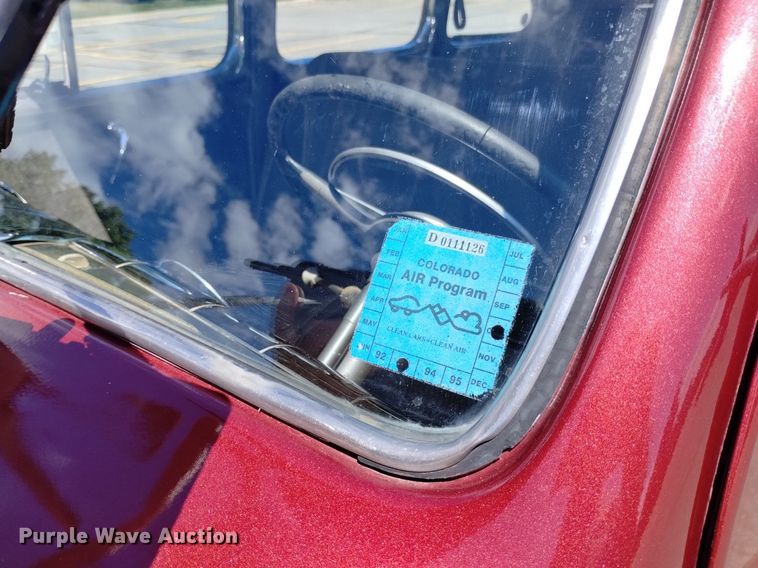 D 0111126
JAN JUL
FEB COLORADO AUG
MAR AIR Program SEP
APR
MAY CLEAN CARS=CLEAN AIR NOV
JUN 92 94 95 DEC
Purple Wave Auction